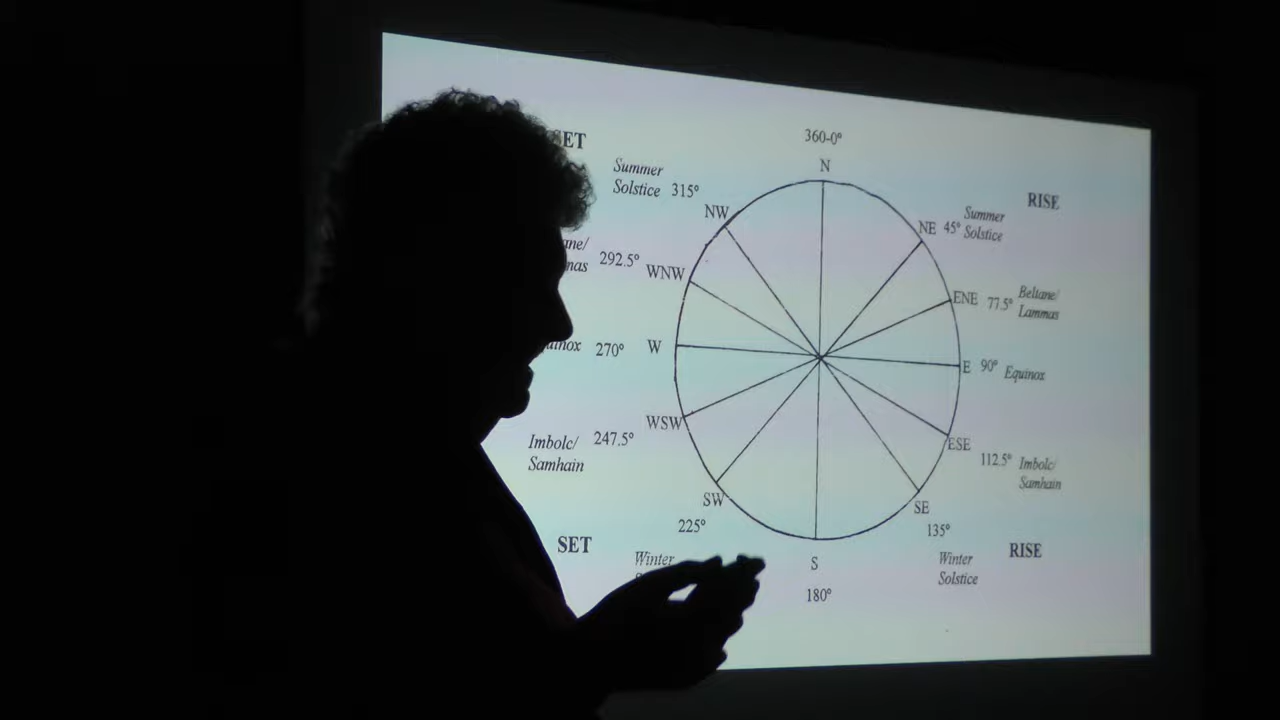 360-0°
N
Summer
Solstice 315°
NW
RISE
Summer
NE 45° Solstice
292.5° WNW
ENE 77.5° Beltane/
Lammas
270° W
E 90° Equinox
WSW
247.5°
Imbolc/
Samhain
ESE
112.5° Imbolc/
Samhain
SW
225°
SE
135°
SET
RISE
Winter
Winter
Solstice
S
180°